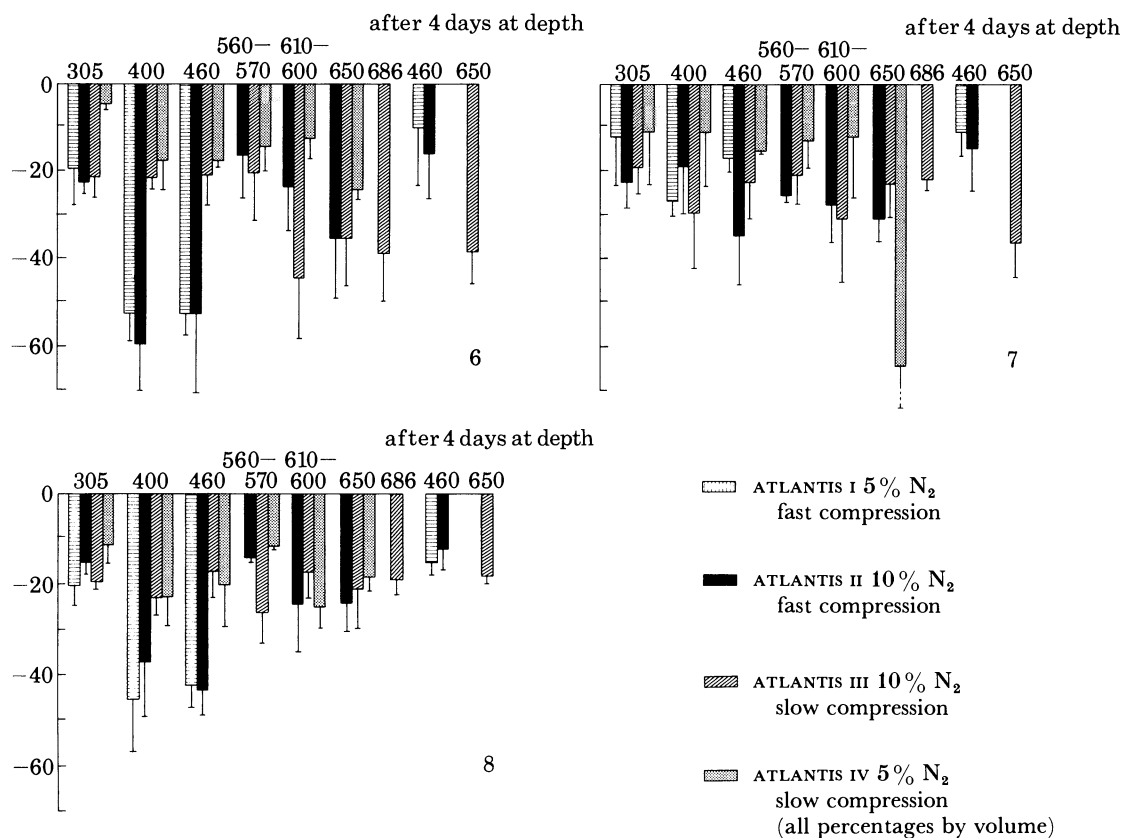 after 4 days at depth
560– 610–
305 400 460 570 600 650 686 460 650
0
−20
−40
−60
6
after 4 days at depth
560– 610–
305 400 460 570 600 650 686 460 650
0
−20
−40
−60
7
after 4 days at depth
560– 610–
305 400 460 570 600 650 686 460 650
0
−20
−40
−60
8
ATLANTIS I 5% N₂
fast compression
ATLANTIS II 10% N₂
fast compression
ATLANTIS III 10% N₂
slow compression
ATLANTIS IV 5% N₂
slow compression
(all percentages by volume)